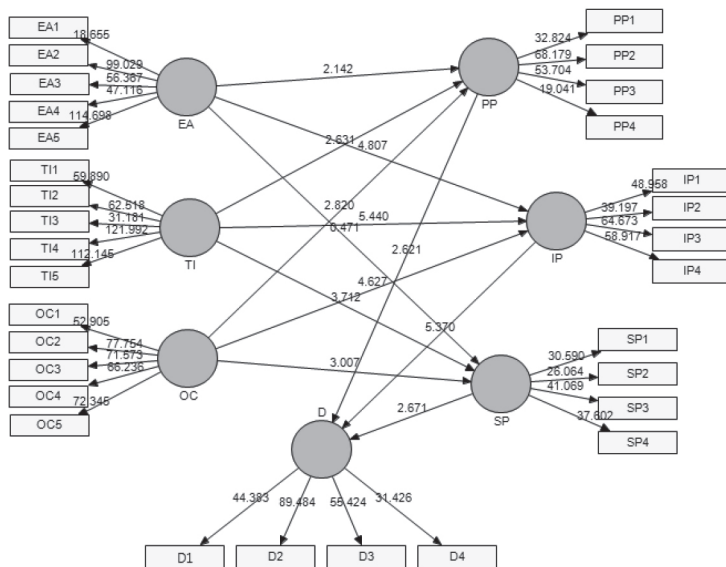 EA1
18.655
EA2
99.029
EA3
56.387
EA4
47.116
EA5
114.698
EA
2.142
PP
PP1
32.824
PP2
68.179
PP3
53.704
PP4
19.041
2.631
4.807
TI1
59.890
TI2
62.518
TI3
31.181
TI4
121.992
TI5
112.145
TI
2.820
5.440
0.471
2.621
IP
IP1
48.958
IP2
39.197
IP3
64.673
IP4
58.917
4.627
3.712
OC1
52.905
OC2
77.754
OC3
71.573
OC4
66.236
OC5
72.345
OC
5.370
3.007
2.671
SP
SP1
30.590
SP2
26.064
SP3
41.069
SP4
37.602
D
44.383
89.484
55.424
31.426
D1
D2
D3
D4